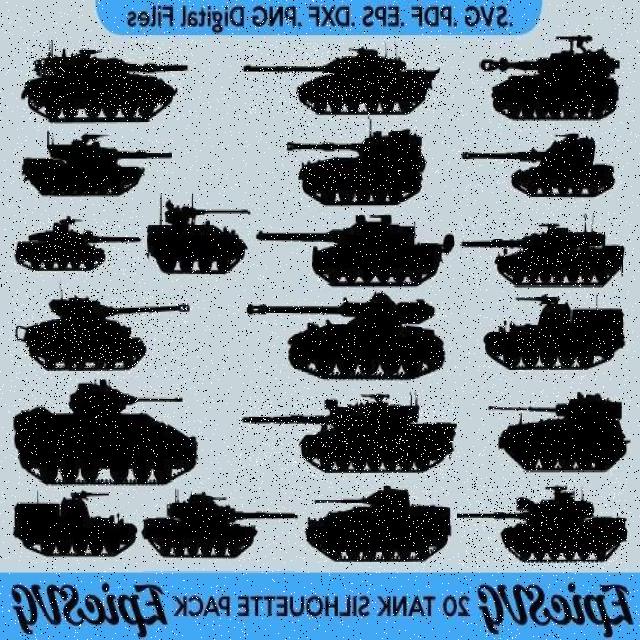 .SVG .PDF .EPS .DXF .PNG Digital Files
EpicSVG 20 TANK SILHOUETTE PACK EpicSVG